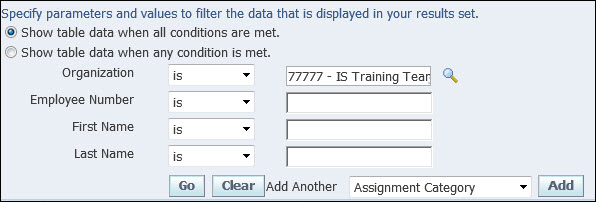 Specify parameters and values to filter the data that is displayed in your results set.
Show table data when all conditions are met.
Show table data when any condition is met.
Organization is 77777 - IS Training Tear
Employee Number is
First Name is
Last Name is
Go Clear Add Another Assignment Category Add